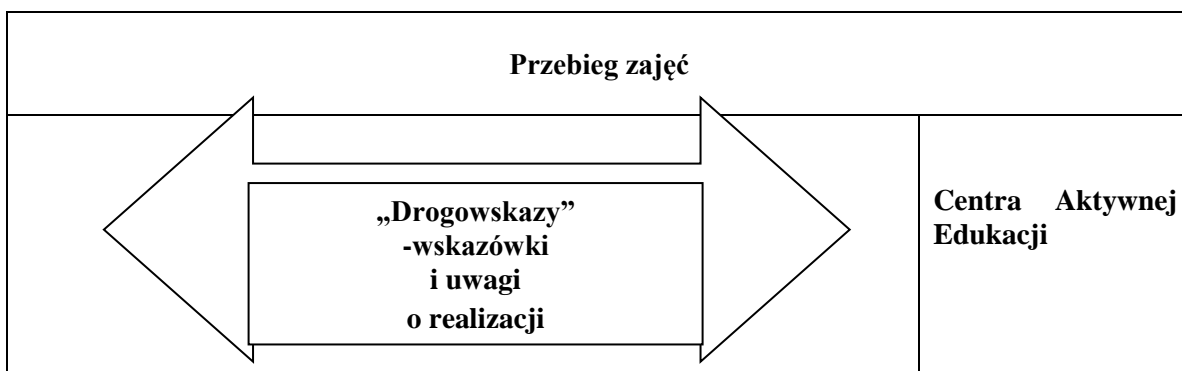 Przebieg zajęć
„Drogowskazy”
-wskazówki
i uwagi
o realizacji
Centra Aktywnej
Edukacji